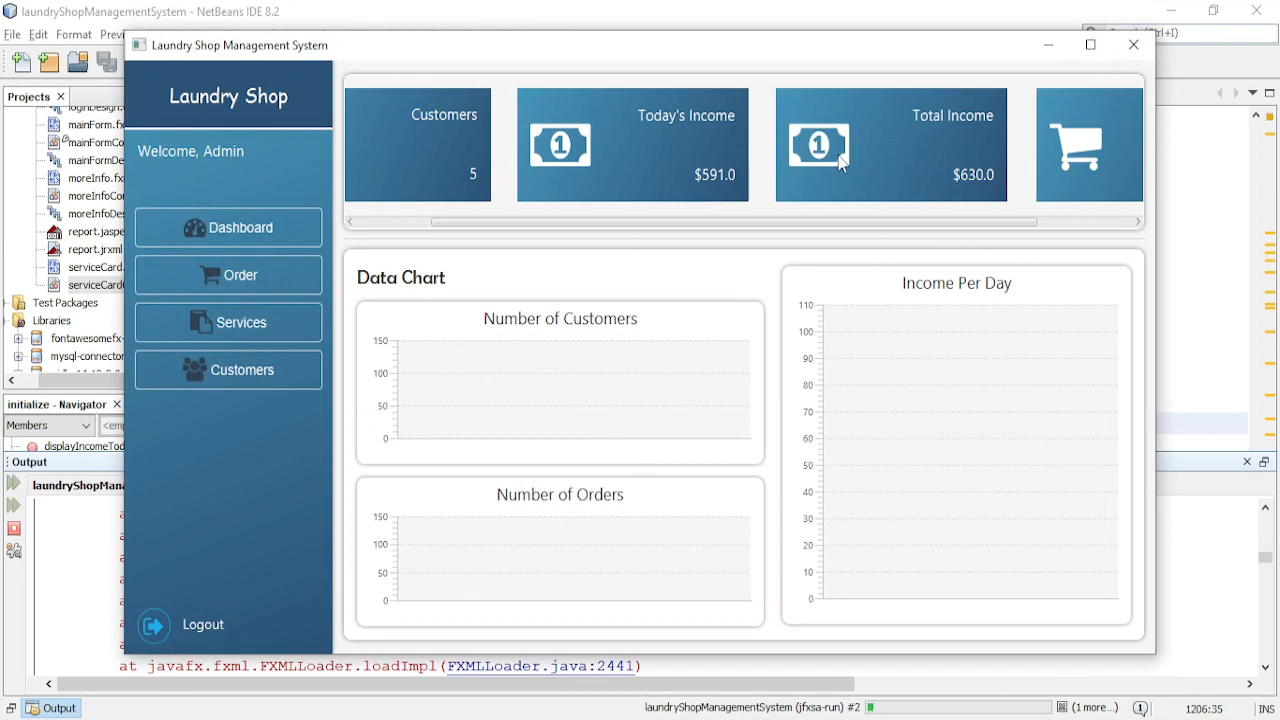 laundryShopManagementSystem - NetBeans IDE 8.2
File Edit Format
Laundry Shop Management System
Projects
mainForm.fx
mainFormCo
mainFormDe
moreInfo.fx
moreInfoCo
moreInfoDes
report.jaspe
report.jrxml
serviceCard.
serviceCard
Test Packages
Libraries
fontawesomefx-
mysql-connector
initialize - Navigator
Members
<emp
displayIncomeTod
Output
laundryShopMana
Laundry Shop
Welcome, Admin
Dashboard
Order
Services
Customers
Logout
Customers
5
Today's Income
$591.0
Total Income
$630.0
Data Chart
Number of Customers
150
100
50
0
Number of Orders
150
100
50
0
Income Per Day
110
100
90
80
70
60
50
40
30
20
10
0
at javafx.fxml.FXMLLoader.loadImpl(FXMLLoader.java:2441)
Output
laundryShopManagementSystem (jfxsa-run) #2
(1 more...)
1206:35
INS